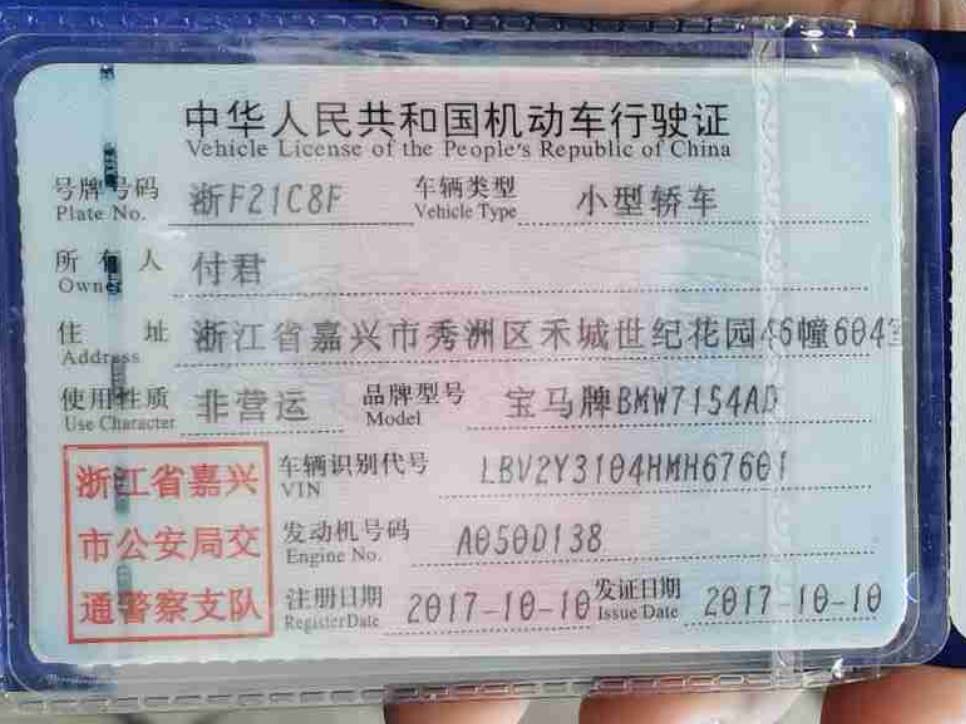 中华人民共和国机动车行驶证
Vehicle License of the People's Republic of China
号牌号码 浙F21C8F 车辆类型 小型轿车
Plate No. Vehicle Type
所有人 付君
Owner
住址 浙江省嘉兴市秀洲区禾城世纪花园46幢604室
Address
使用性质 非营运 品牌型号 宝马牌BMW7154AD
Use Character Model
浙江省嘉兴
市公安局交
通警察支队
车辆识别代号 LBV2Y3104HMH67601
VIN
发动机号码 A050D138
Engine No.
注册日期 2017-10-10 发证日期 2017-10-10
Register Date Issue Date